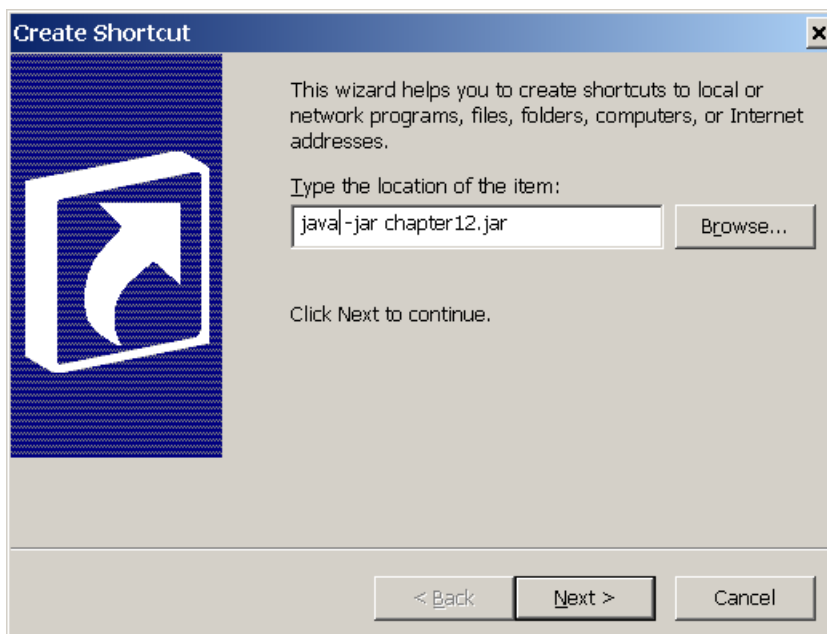 Create Shortcut
This wizard helps you to create shortcuts to local or
network programs, files, folders, computers, or Internet
addresses.
Type the location of the item:
java -jar chapter12.jar
Browse...
Click Next to continue.
< Back
Next >
Cancel